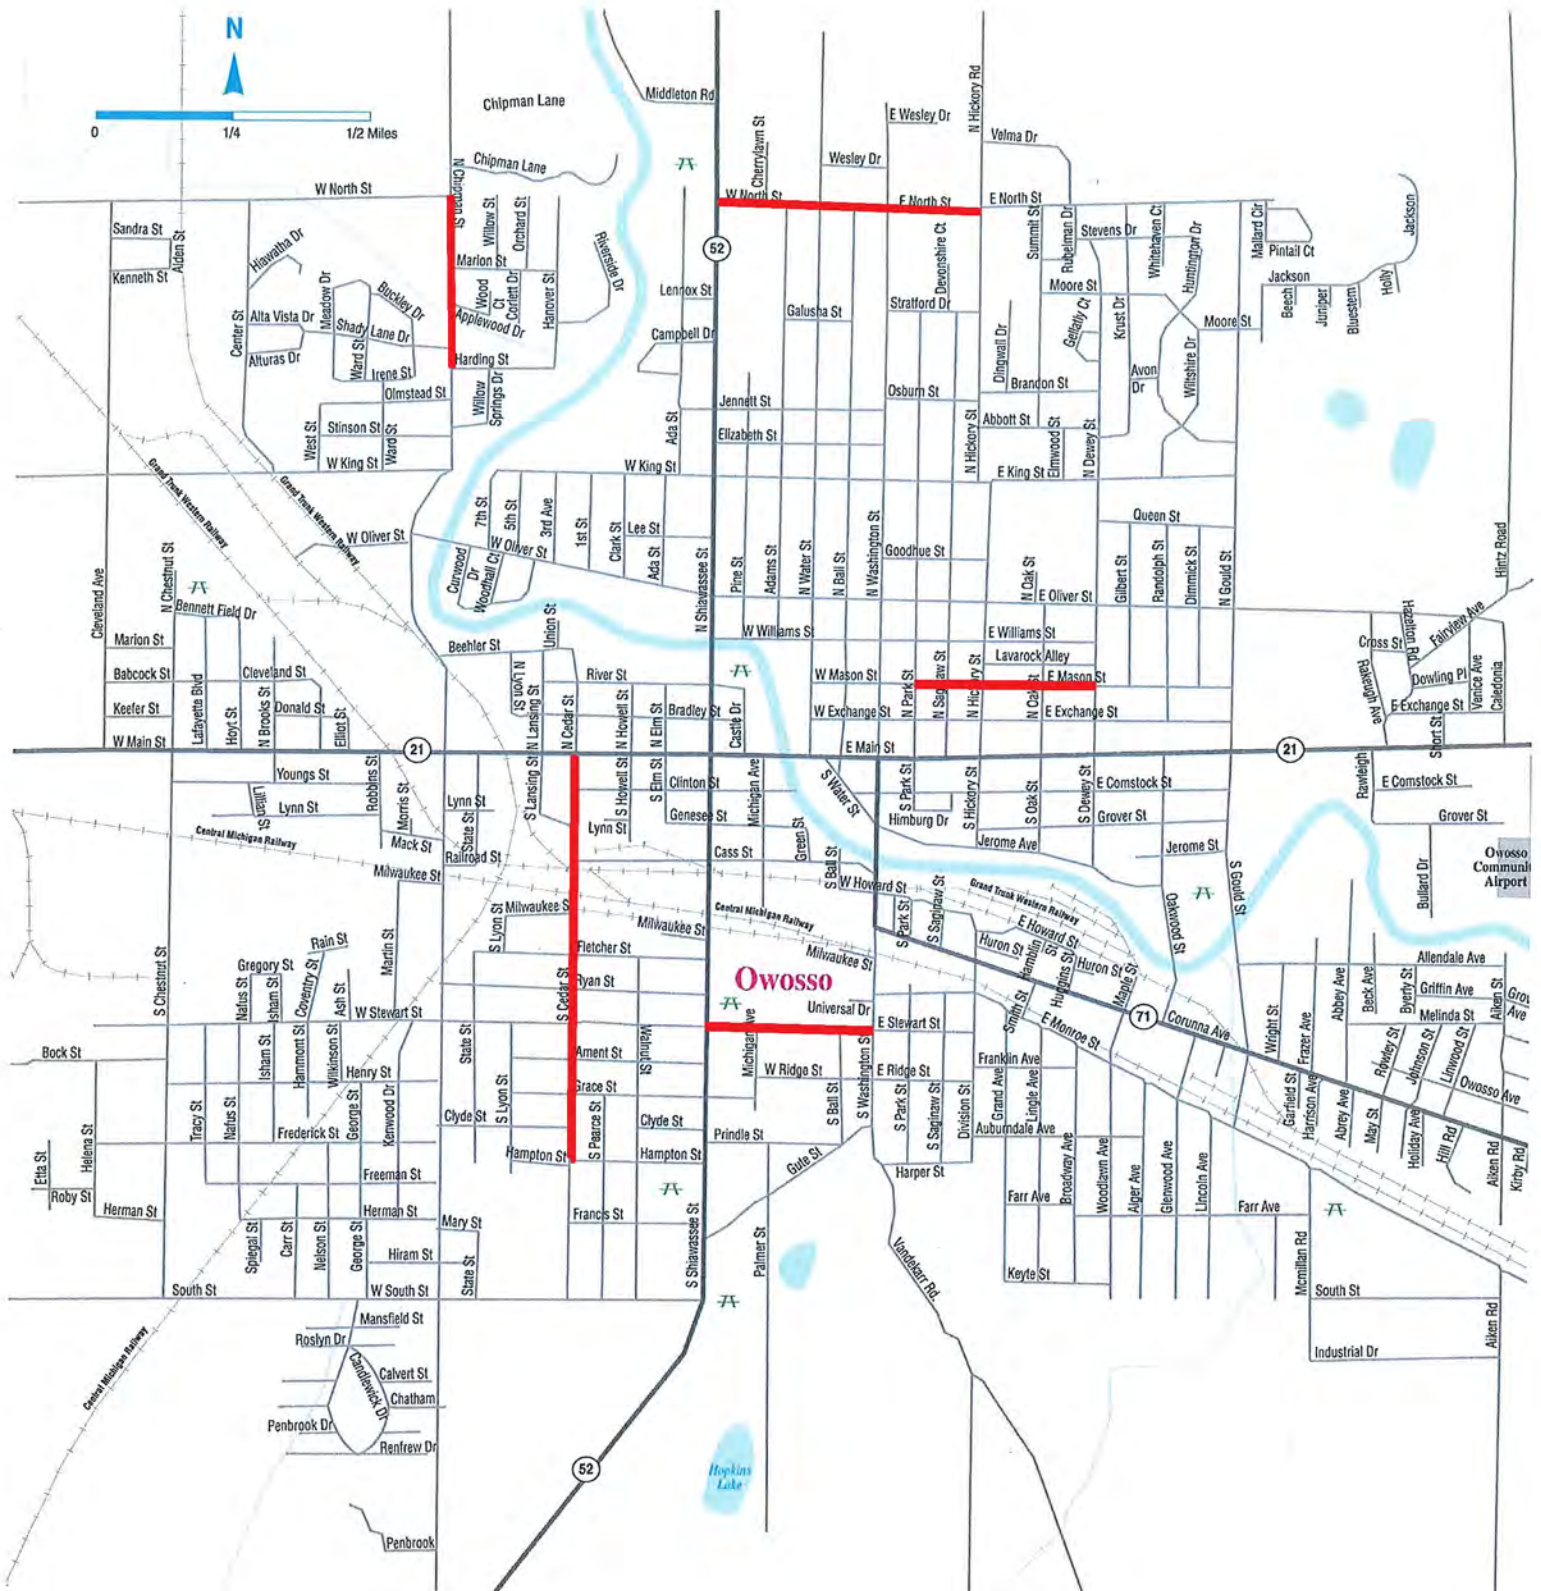 N
0 1/4 1/2 Miles
Chipman Lane
Middleton Rd
N Hickory Rd
E Wesley Dr
Velma Dr
Cherrylawn St
Wesley Dr
N Chipman St
Chipman Lane
W North St
W North St
E North St
E North St
Sandra St
Alden St
Kenneth St
Hiawatha Dr
Willow St
Orchard St
Marion St
Riverside Dr
52
Devonshire Ct
Summit St
Rubelman Dr
Stevens Dr
Whitehaven Ct
Huntington Dr
Mallard Cir
Pintail Ct
Jackson
Jackson
Holly
Beech
Juniper
Bluestem
Meadow Dr
Buckley Dr
Wood Ct
Corlett Dr
Hanover St
Applewood Dr
Lennox St
Galusha St
Stratford Dr
Moore St
Moore St
Center St
Alta Vista Dr
Shady Lane Dr
Ward St
Alturas Dr
Irene St
Harding St
Campbell Dr
Dingwall Dr
Gellatly Ct
Krust Dr
Avon Dr
Wiltshire Dr
Olmstead St
Willow Springs Dr
Jennett St
Osburn St
Brandon St
West St
Stinson St
Ward St
Ada St
Elizabeth St
N Hickory St
Abbott St
Elmwood St
N Dewey St
W King St
W King St
E King St
Grand Trunk Western Railway
Grand Trunk Western Railway
7th St
5th St
3rd Ave
1st St
Clark St
Lee St
Ada St
Queen St
W Oliver St
W Oliver St
Curwood Dr
Woodhall Ct
N Shiawassee St
Pine St
Adams St
N Water St
N Ball St
N Washington St
Goodhue St
N Oak St
E Oliver St
Gilbert St
Randolph St
Dimmick St
N Gould St
Hintz Road
Cleveland Ave
N Chestnut St
Bennett Field Dr
Marion St
Beehler St
Union St
W Williams St
E Williams St
Lavarock Alley
Cross St
Hazelton Rd
Fairview Ave
Babcock St
Cleveland St
N Lyon St
River St
W Mason St
N Park St
N Saginaw St
N Hickory St
N Oak St
E Mason St
Rakeugh Ave
Dowling Pl
Venice Ave
Caledonia
Keefer St
Lafayette Blvd
Hoyt St
N Brooks St
Donald St
Elliot St
N Lansing St
N Cedar St
N Howell St
N Elm St
Bradley St
Castle Dr
W Exchange St
E Exchange St
E Exchange St
Short St
W Main St
21
E Main St
21
Youngs St
Robbins St
S Lansing St
S Howell St
S Elm St
Clinton St
Michigan Ave
S Water St
S Park St
S Hickory St
S Oak St
S Dewey St
E Comstock St
Rawleigh
E Comstock St
Lillian St
Lynn St
Morris St
Lynn St
State St
Lynn St
Genesee St
Green St
Himburg Dr
Grover St
Grover St
Central Michigan Railway
Mack St
Railroad St
Cass St
S Ball St
Jerome Ave
Jerome St
Milwaukee St
W Howard St
Grand Trunk Western Railway
S Gould St
Bullard Dr
Owosso
Communi
Airport
S Chestnut St
Martin St
S Lyon St
Milwaukee S
Milwaukee St
Central Michigan Railway
Milwaukee St
S Park St
S Saginaw St
E Howard St
Oakwood St
Rain St
Gregory St
Coventry St
Fletcher St
Huron St
Hamblin St
Huggins St
Huron St
Maple St
Allendale Ave
Nafus St
Isham St
Ash St
S Cedar St
Ryan St
Owosso
Universal Dr
Smith St
71
Corunna Ave
Abbey Ave
Beck Ave
Byerly St
Griffin Ave
Aiken St
Grov
Ave
W Stewart St
E Stewart St
E Monroe St
Wright St
Frazer Ave
Melinda St
Bock St
Isham St
Hammont St
Wilkinson St
Henry St
State St
Ament St
Walnut St
Michigan Ave
W Ridge St
S Washington St
E Ridge St
Franklin Ave
Rowley St
Johnson St
Linwood St
Owosso Ave
Tracy St
Nafus St
George St
Kenwood Dr
S Lyon St
Grace St
S Ball St
S Park St
S Saginaw St
Division St
Grand Ave
Lingle Ave
Garfield St
Harrison Ave
Abrey Ave
May St
Holiday Ave
Hill Rd
Helena St
Frederick St
Clyde St
S Pearce St
Clyde St
Prindle St
Auburndale Ave
Aiken Rd
Kirby Rd
Etta St
Roby St
Freeman St
Hampton St
Hampton St
Gute St
Harper St
Broadway Ave
Woodlawn Ave
Alger Ave
Glenwood Ave
Lincoln Ave
Herman St
Herman St
Mary St
Francis St
S Shiawassee St
Farr Ave
Farr Ave
Spiegal St
Carr St
Nelson St
George St
Hiram St
State St
Palmer St
Vandekarr Rd.
Keyte St
Mcmillan Rd
South St
W South St
South St
Mansfield St
Roslyn Dr
Industrial Dr
Aiken Rd
Central Michigan Railway
Candlewick Dr
Calvert St
Chatham
Penbrook Dr
Renfrew Dr
52
Hopkins
Lake
Penbrook